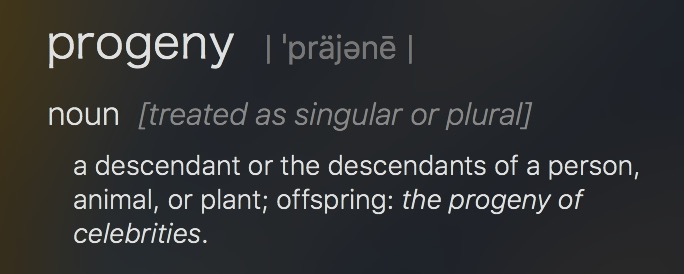 progeny | ˈpräjənē |
noun [treated as singular or plural]
a descendant or the descendants of a person,
animal, or plant; offspring: the progeny of
celebrities.